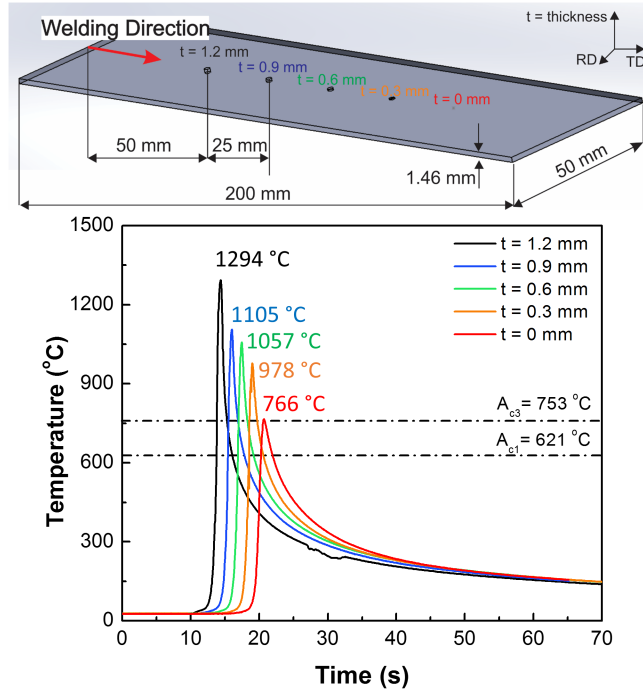 Welding Direction
t = thickness
RD
TD
t = 1.2 mm
t = 0.9 mm
t = 0.6 mm
t = 0.3 mm
t = 0 mm
50 mm
25 mm
1.46 mm
50 mm
200 mm
1500
1200
900
600
300
0
Temperature (°C)
1294 °C
1105 °C
1057 °C
978 °C
766 °C
t = 1.2 mm
t = 0.9 mm
t = 0.6 mm
t = 0.3 mm
t = 0 mm
Ac3 = 753 °C
Ac1 = 621 °C
0 10 20 30 40 50 60 70
Time (s)